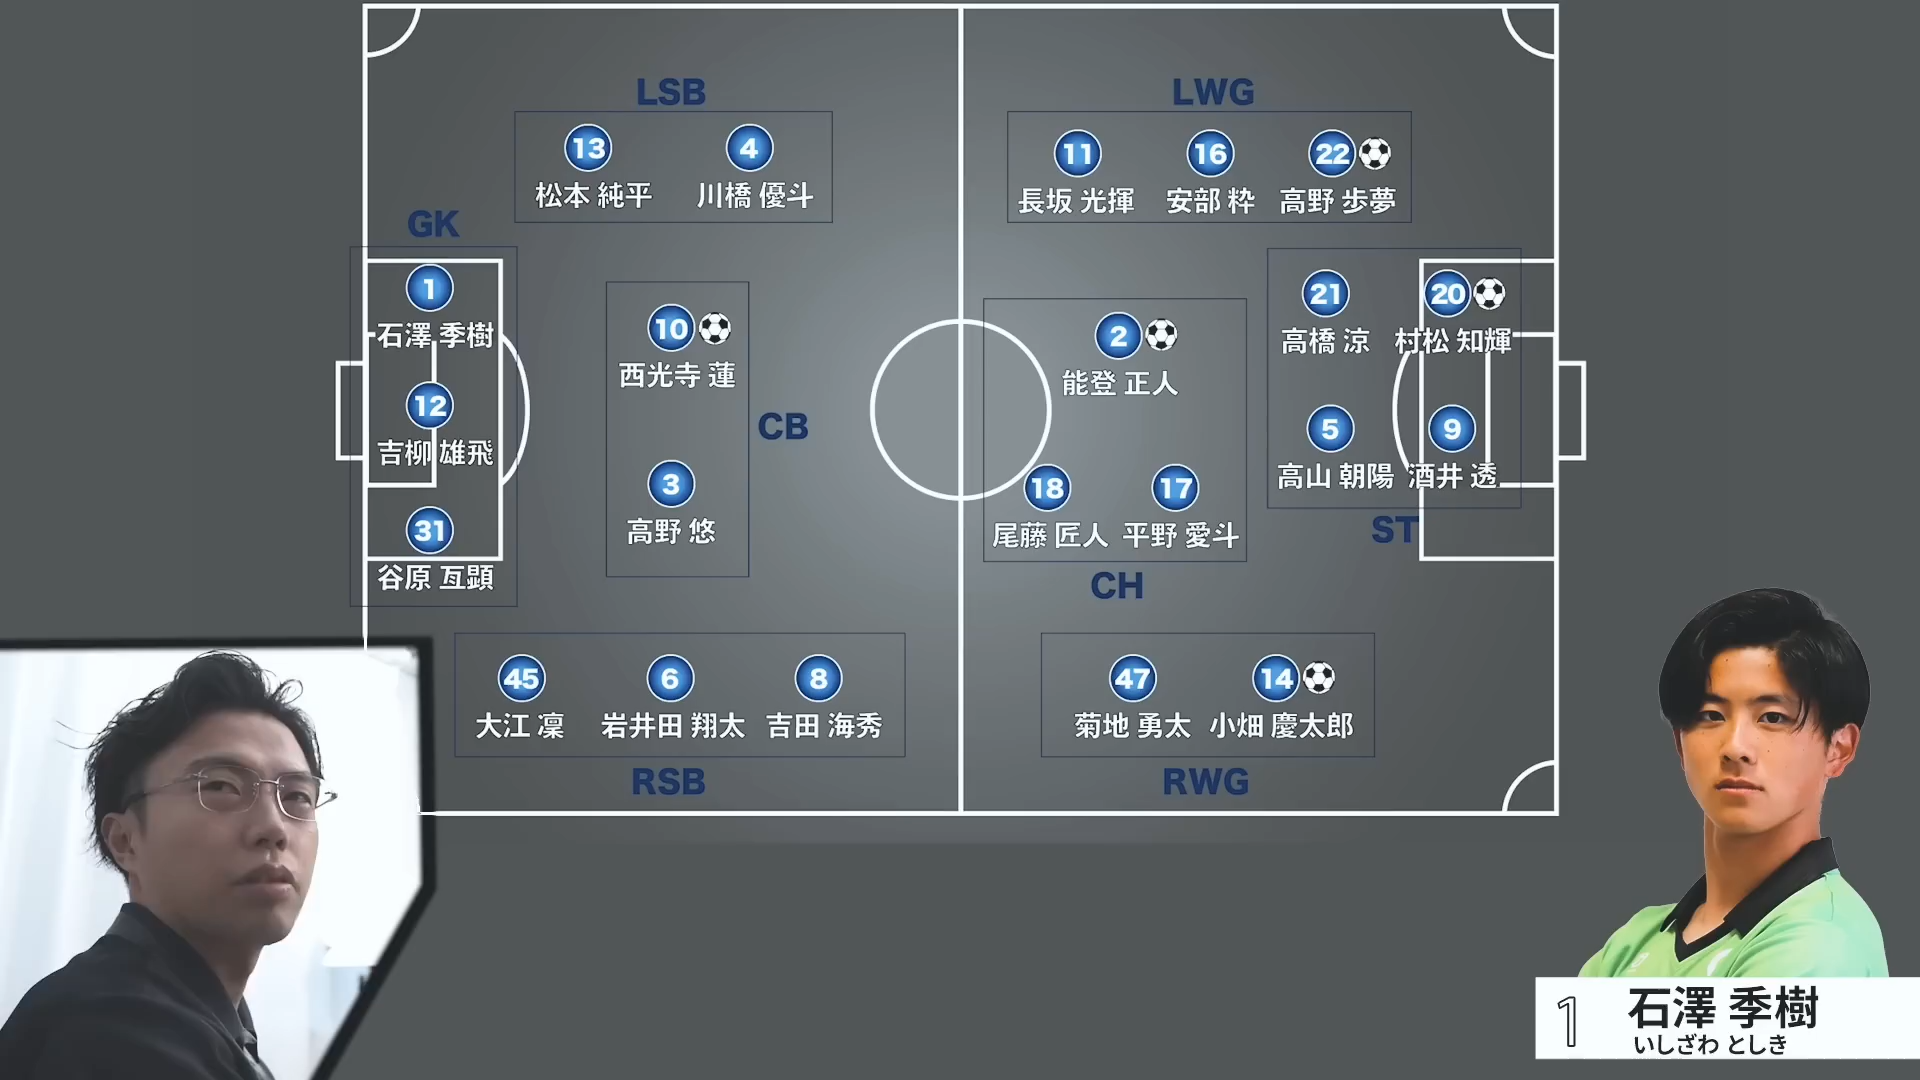 LSB
13 4
松本 純平 川橋 優斗
LWG
11 16 22
長坂 光揮 安部 粋 高野 歩夢
GK
1
石澤 季樹
12
吉柳 雄飛
31
谷原 亙顕
10
西光寺 蓮
3
高野 悠
CB
2
能登 正人
18 17
尾藤 匠人 平野 愛斗
CH
21 20
高橋 涼 村松 知輝
5 9
高山 朝陽 酒井 透
ST
45 6 8
大江 凜 岩井田 翔太 吉田 海秀
RSB
47 14
菊地 勇太 小畑 慶太郎
RWG
1 石澤 季樹
いしざわ としき